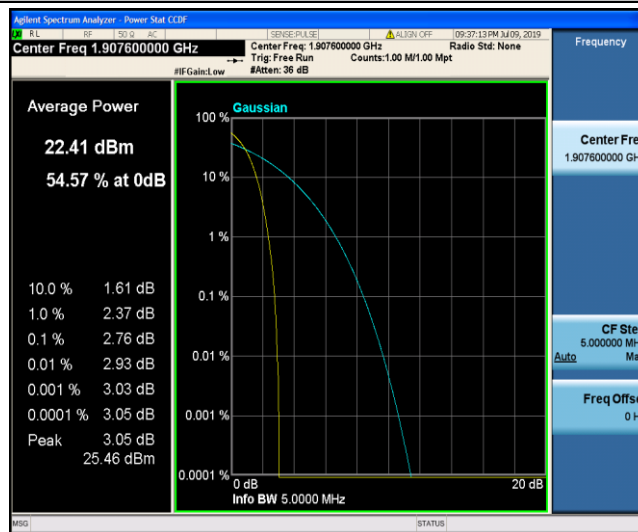 Agilent Spectrum Analyzer - Power Stat CCDF
RL RF 50 Ω AC SENSE:PULSE ALIGN OFF 09:37:13 PM Jul 09, 2019
Center Freq 1.907600000 GHz Center Freq: 1.907600000 GHz Radio Std: None
Trig: Free Run Counts:1.00 M/1.00 Mpt
#IFGain:Low #Atten: 36 dB
Frequency
Average Power
22.41 dBm
54.57 % at 0dB
10.0 % 1.61 dB
1.0 % 2.37 dB
0.1 % 2.76 dB
0.01 % 2.93 dB
0.001 % 3.03 dB
0.0001 % 3.05 dB
Peak 3.05 dB
25.46 dBm
Gaussian
100 %
10 %
1 %
0.1 %
0.01 %
0.001 %
0.0001 %
0 dB 20 dB
Info BW 5.0000 MHz
Center Fre
1.907600000 GH
CF Ste
5.000000 MH
Auto Ma
Freq Offse
0 H
MSG STATUS